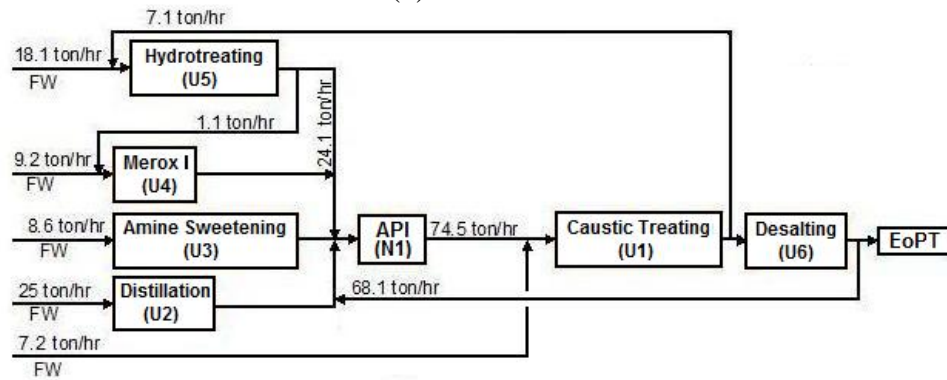 7.1 ton/hr
18.1 ton/hr
FW
Hydrotreating
(U5)
1.1 ton/hr
24.1 ton/hr
9.2 ton/hr
FW
Merox I
(U4)
8.6 ton/hr
FW
Amine Sweetening
(U3)
API
(N1)
74.5 ton/hr
Caustic Treating
(U1)
Desalting
(U6)
EoPT
25 ton/hr
FW
Distillation
(U2)
68.1 ton/hr
7.2 ton/hr
FW